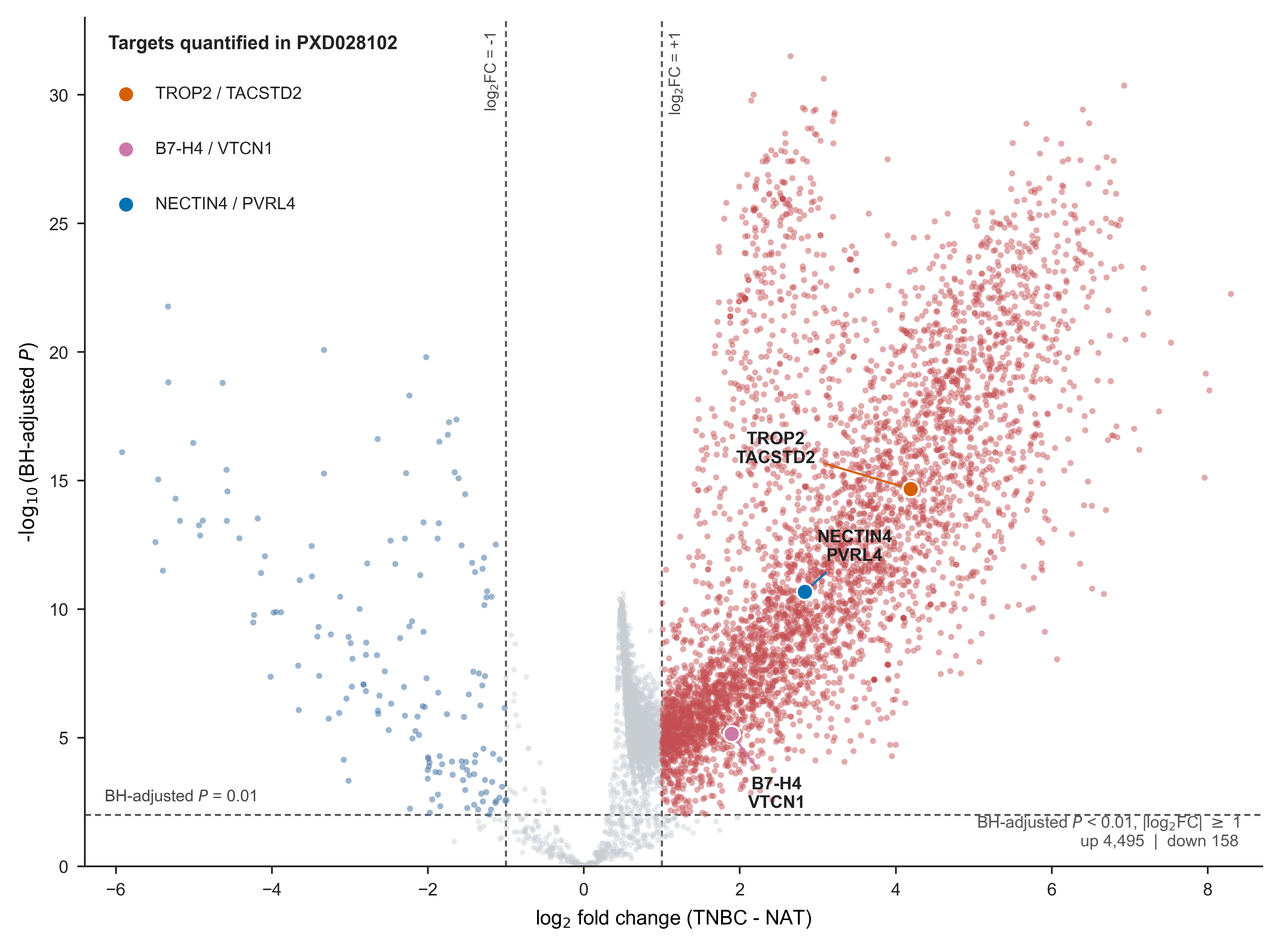 Targets quantified in PXD028102
TROP2 / TACSTD2
B7-H4 / VTCN1
NECTIN4 / PVRL4
log₂FC = -1
log₂FC = +1
TROP2
TACSTD2
NECTIN4
PVRL4
B7-H4
VTCN1
BH-adjusted P = 0.01
BH-adjusted P < 0.01, |log₂FC| ≥ 1
up 4,495 | down 158
30
25
20
15
10
5
0
-log₁₀(BH-adjusted P)
−6
−4
−2
0
2
4
6
8
log₂ fold change (TNBC - NAT)